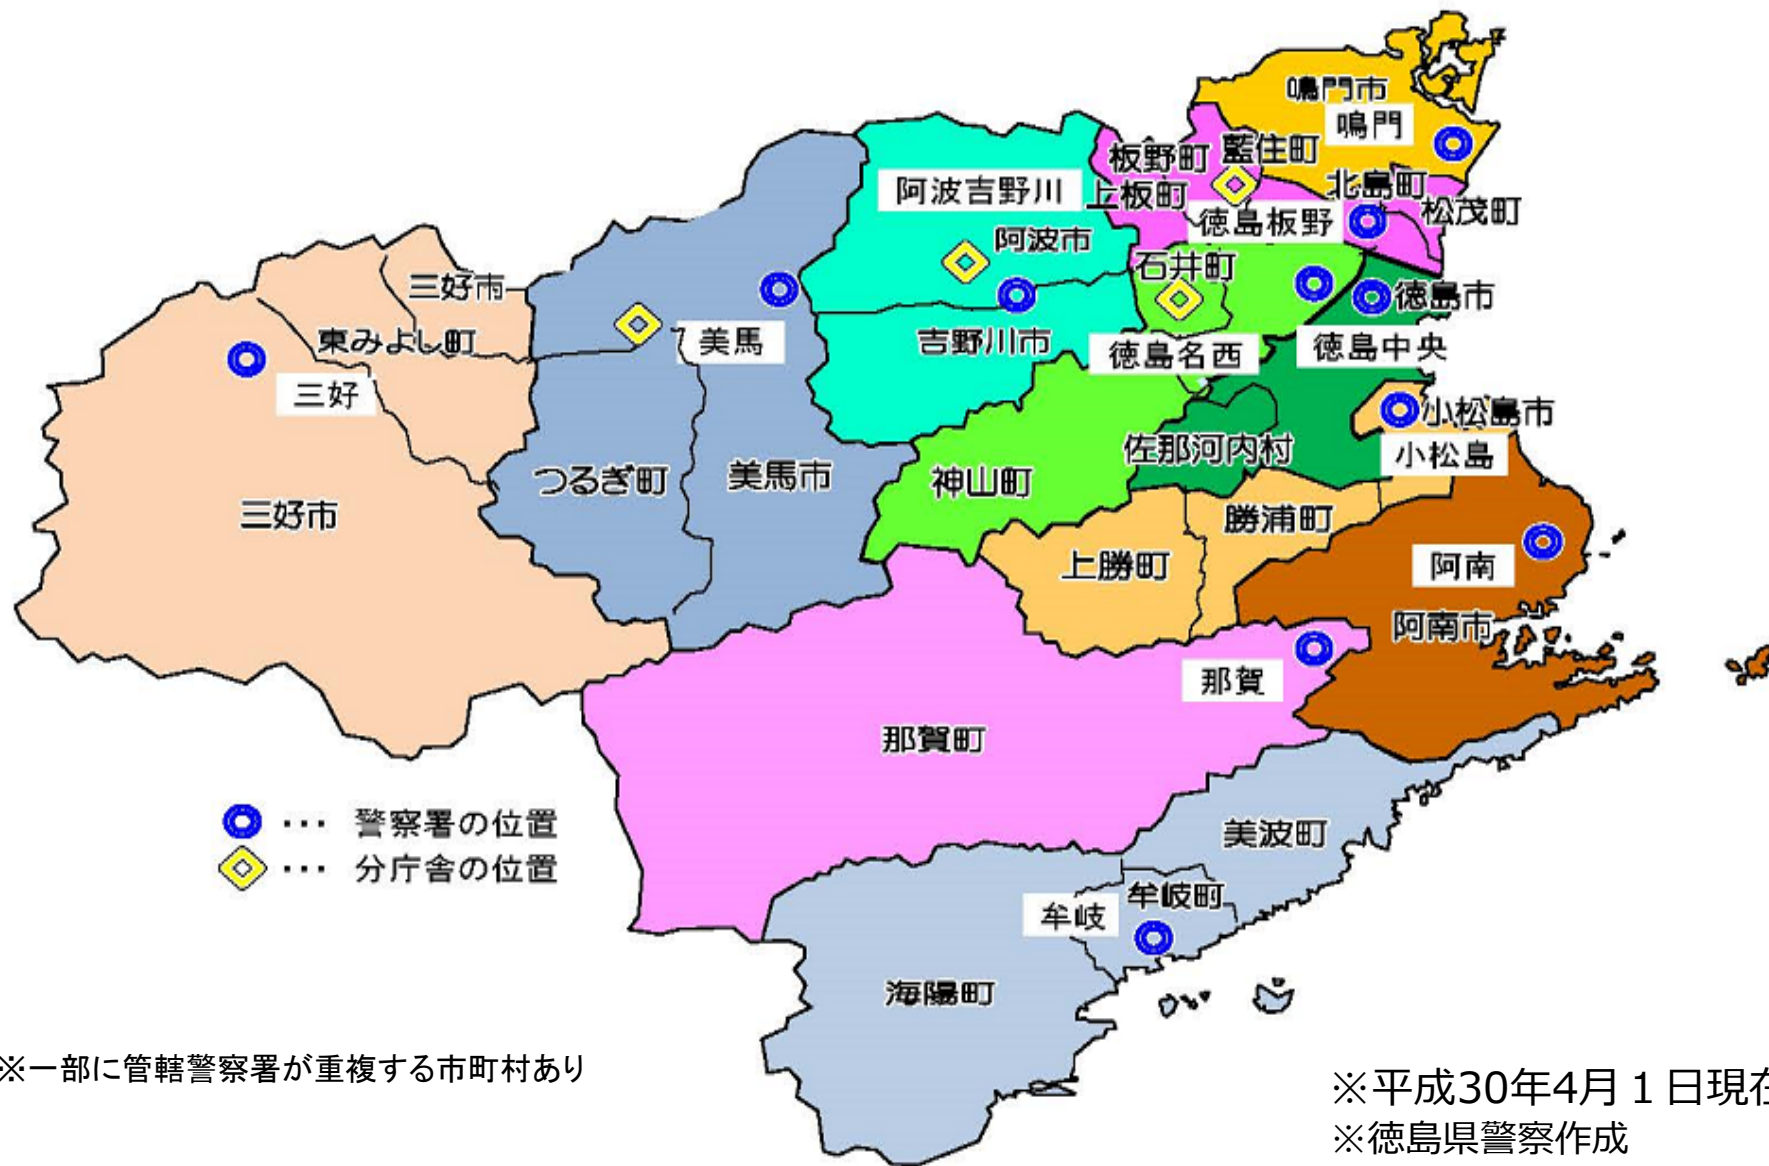 鳴門市
鳴門
板野町
藍住町
上板町
北島町
松茂町
徳島板野
阿波吉野川
阿波市
石井町
徳島市
三好市
東みよし町
美馬
吉野川市
徳島名西
徳島中央
三好
小松島市
小松島
佐那河内村
つるぎ町
美馬市
神山町
三好市
勝浦町
上勝町
阿南
阿南市
那賀
那賀町
警察署の位置
分庁舎の位置
美波町
牟岐町
牟岐
海陽町
※一部に管轄警察署が重複する市町村あり
※平成30年4月1日現在
※徳島県警察作成